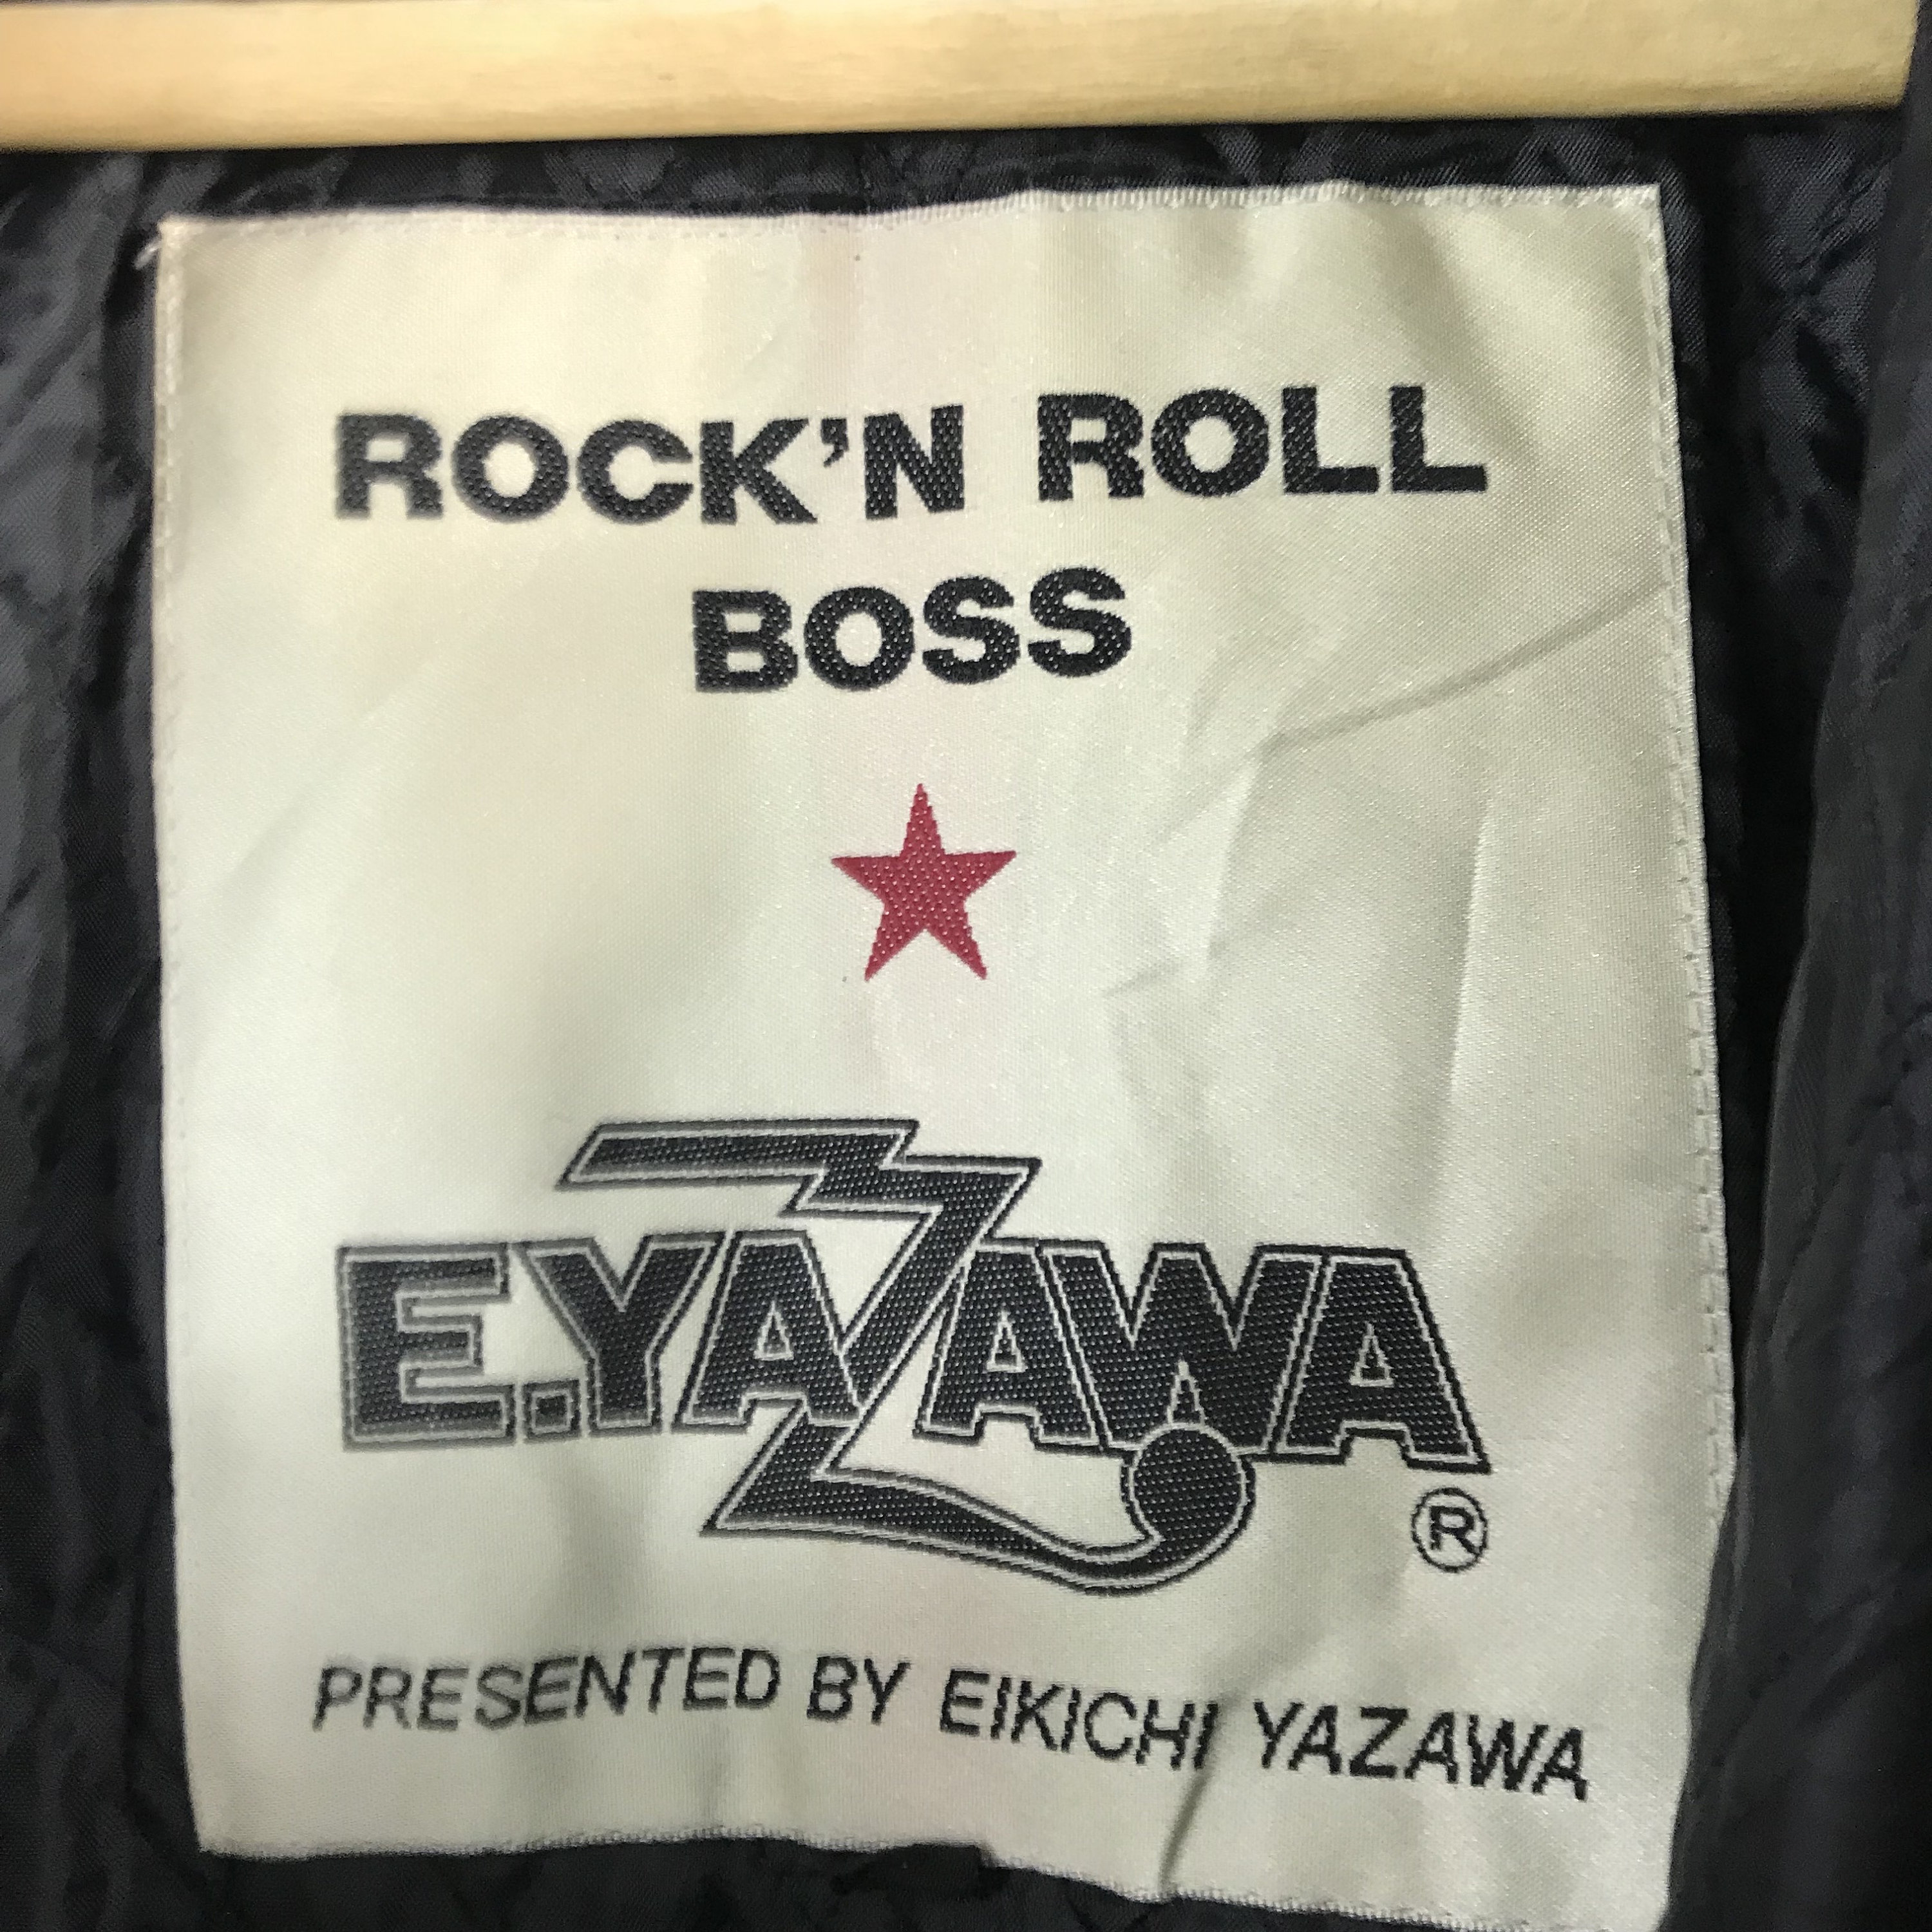 ROCK'N ROLL
BOSS
E.YAZAWA
®
PRESENTED BY EIKICHI YAZAWA